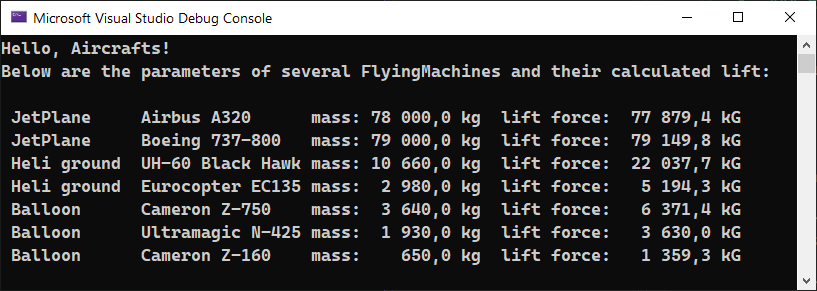 Microsoft Visual Studio Debug Console
Hello, Aircrafts!
Below are the parameters of several FlyingMachines and their calculated lift:
JetPlane     Airbus A320      mass: 78 000,0 kg  lift force:  77 879,4 kG
JetPlane     Boeing 737-800   mass: 79 000,0 kg  lift force:  79 149,8 kG
Heli ground  UH-60 Black Hawk mass: 10 660,0 kg  lift force:  22 037,7 kG
Heli ground  Eurocopter EC135 mass:  2 980,0 kg  lift force:   5 194,3 kG
Balloon      Cameron Z-750    mass:  3 640,0 kg  lift force:   6 371,4 kG
Balloon      Ultramagic N-425 mass:  1 930,0 kg  lift force:   3 630,0 kG
Balloon      Cameron Z-160    mass:    650,0 kg  lift force:   1 359,3 kG